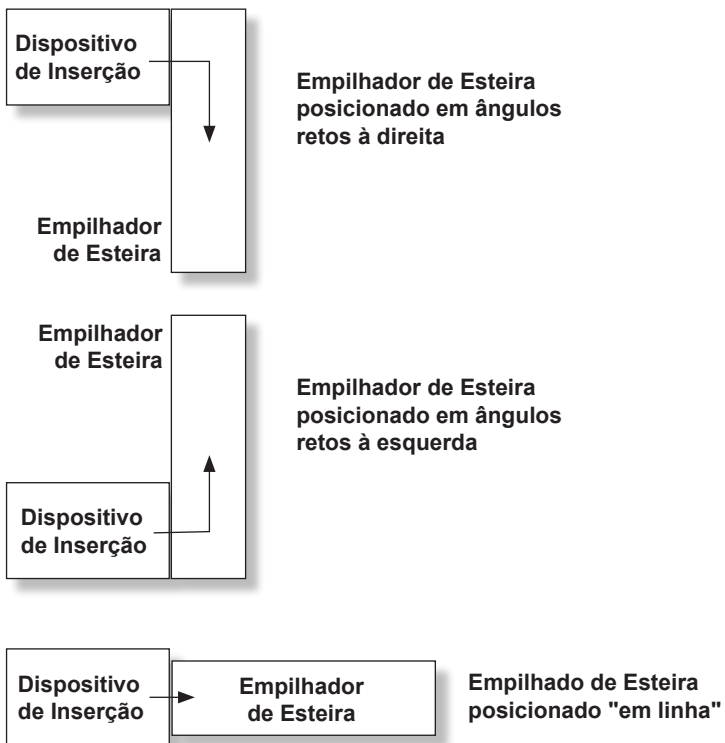 Dispositivo
de Inserção
Empilhador de Esteira
posicionado em ângulos
retos à direita
Empilhador
de Esteira
Empilhador
de Esteira
Empilhador de Esteira
posicionado em ângulos
retos à esquerda
Dispositivo
de Inserção
Dispositivo
de Inserção
Empilhador
de Esteira
Empilhado de Esteira
posicionado "em linha"